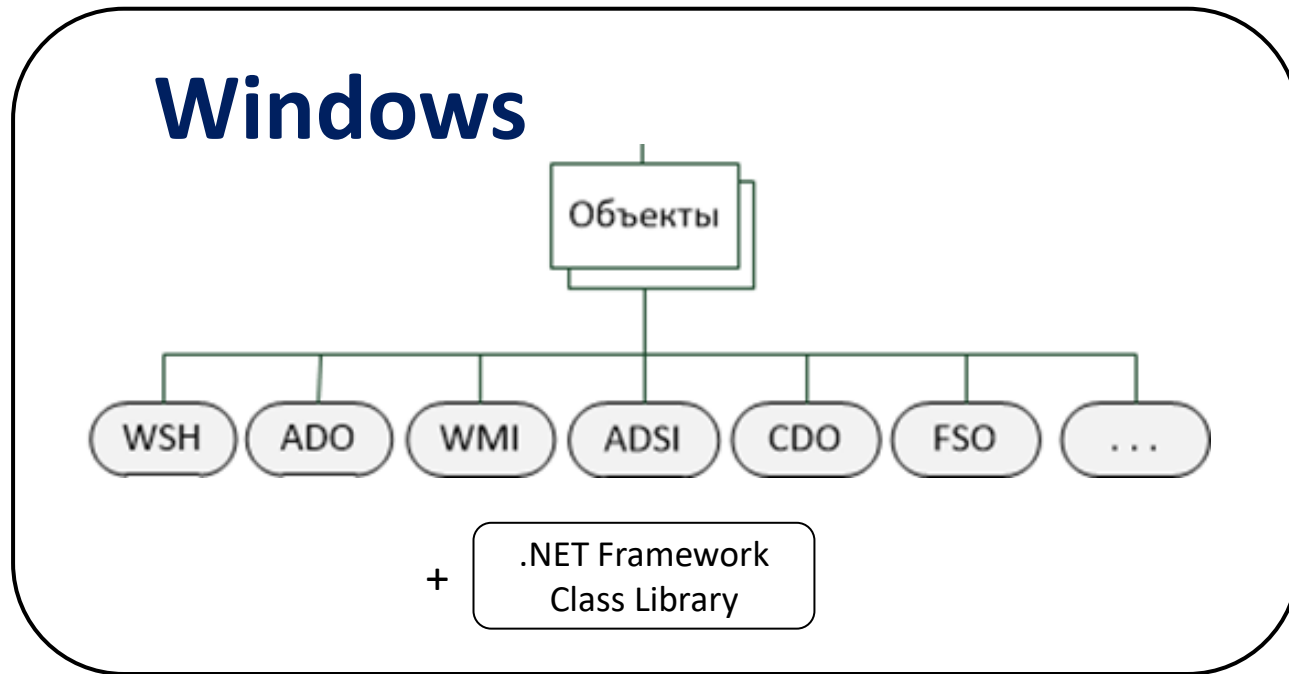 Windows
Объекты
WSH
ADO
WMI
ADSI
CDO
FSO
. . .
+
.NET Framework
Class Library